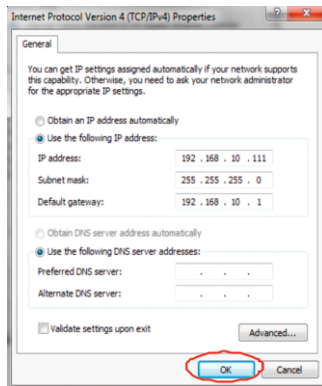 Internet Protocol Version 4 (TCP/IPv4) Properties
General
You can get IP settings assigned automatically if your network supports
this capability. Otherwise, you need to ask your network administrator
for the appropriate IP settings.
Obtain an IP address automatically
Use the following IP address:
IP address: 192 . 168 . 10 . 111
Subnet mask: 255 . 255 . 255 . 0
Default gateway: 192 . 168 . 10 . 1
Obtain DNS server address automatically
Use the following DNS server addresses:
Preferred DNS server: . . .
Alternate DNS server: . . .
Validate settings upon exit
Advanced...
OK Cancel